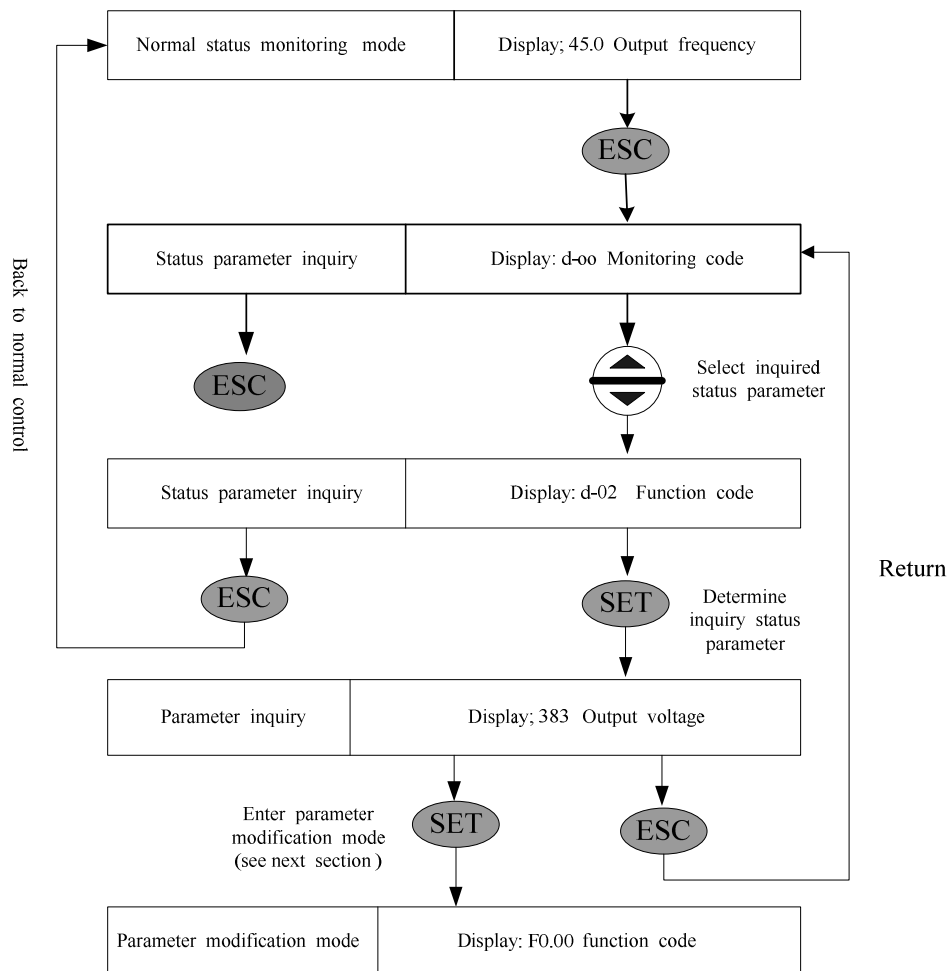 Normal status monitoring mode
Display; 45.0 Output frequency
ESC
Status parameter inquiry
Display: d-oo Monitoring code
ESC
Select inquired
status parameter
Back to normal control
Status parameter inquiry
Display: d-02 Function code
ESC
SET
Determine
inquiry status
parameter
Return
Parameter inquiry
Display; 383 Output voltage
Enter parameter
modification mode
(see next section)
SET
ESC
Parameter modification mode
Display: F0.00 function code